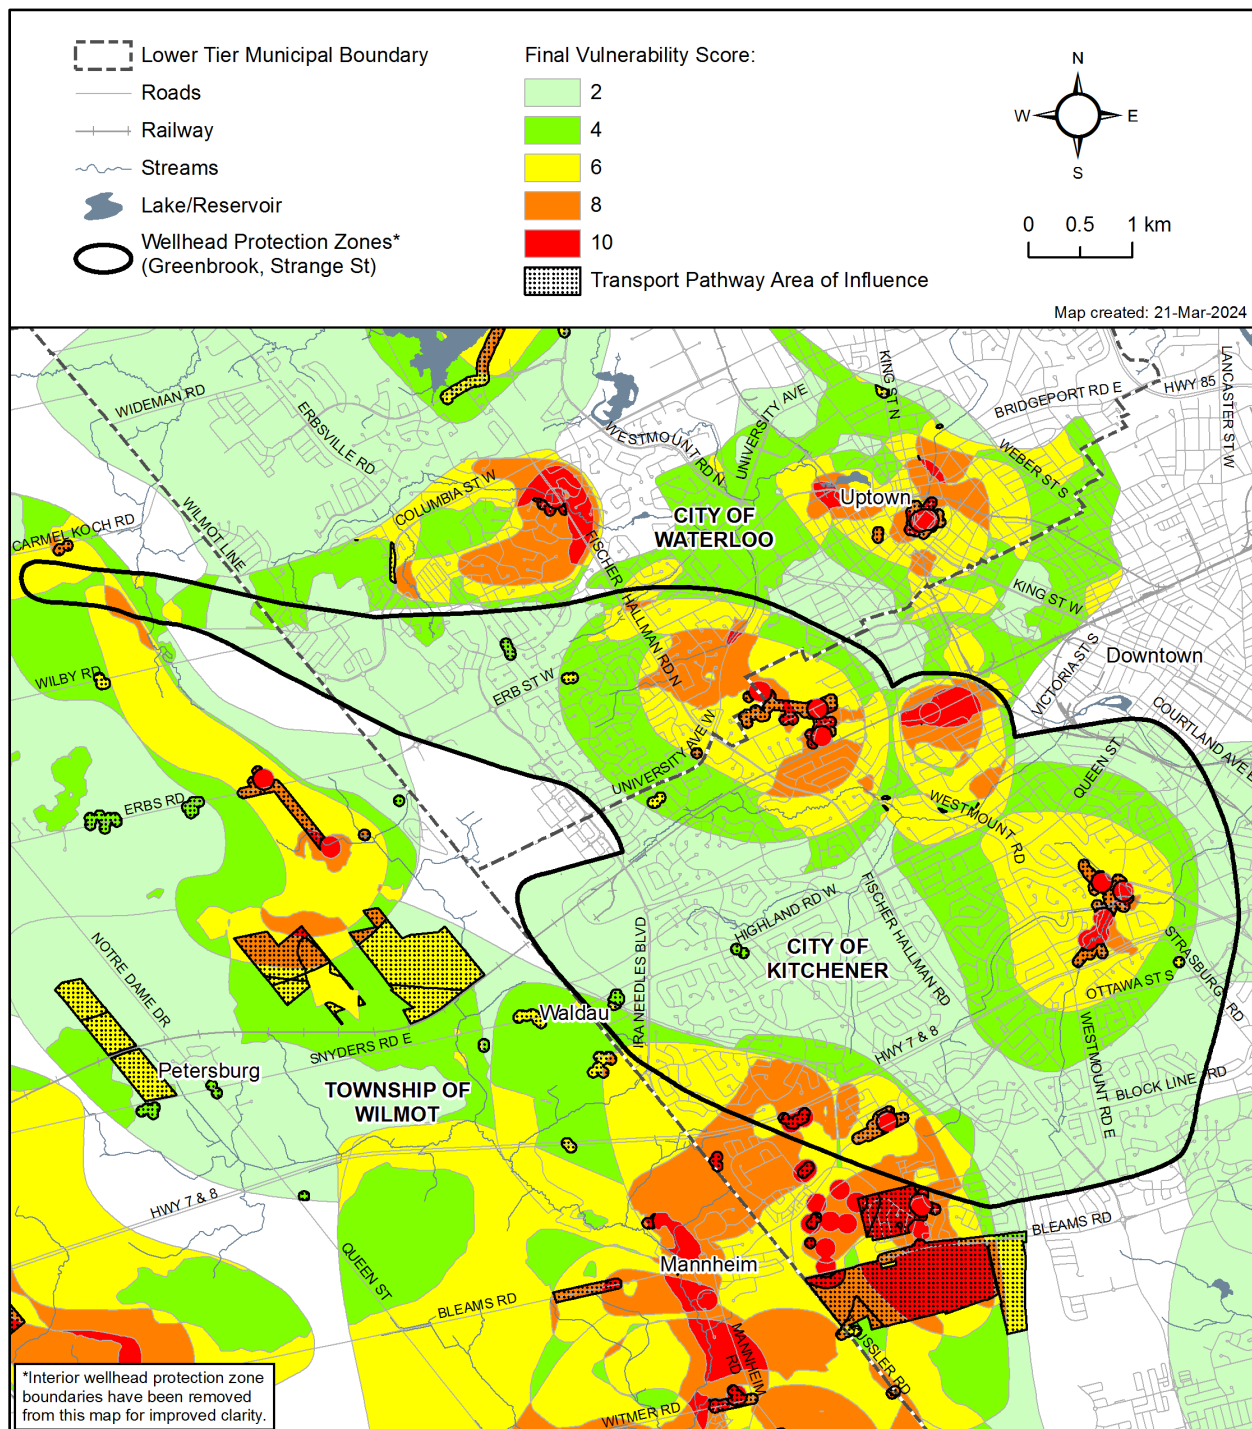 Lower Tier Municipal Boundary
Roads
Railway
Streams
Lake/Reservoir
Wellhead Protection Zones*
(Greenbrook, Strange St)
Final Vulnerability Score:
2
4
6
8
10
Transport Pathway Area of Influence
N
W
E
S
0 0.5 1 km
Map created: 21-Mar-2024
WIDEMAN RD
ERBSVILLE RD
COLUMBIA ST W
CARMEL KOCH RD
WILMOT LINE
WESTMOUNT RD N
UNIVERSITY AVE
KING ST N
BRIDGEPORT RD E
HWY 85
LANCASTER ST W
WEBER ST S
Uptown
CITY OF
WATERLOO
FISCHER HALLMAN RD N
KING ST W
VICTORIA ST S
Downtown
COURTLAND AVE E
WILBY RD
ERB ST W
UNIVERSITY AVE W
QUEEN ST
WESTMOUNT RD
ERBS RD
HIGHLAND RD W
FISCHER HALLMAN RD
CITY OF
KITCHENER
STRASBURG RD
OTTAWA ST S
NOTRE DAME DR
IRA NEEDLES BLVD
Waldau
SNYDERS RD E
HWY 7 & 8
WESTMOUNT RD E
BLOCK LINE RD
Petersburg
TOWNSHIP OF
WILMOT
HWY 7 & 8
BLEAMS RD
QUEEN ST
Mannheim
BLEAMS RD
MANNHEIM
RD
WITMER RD
*Interior wellhead protection zone
boundaries have been removed
from this map for improved clarity.